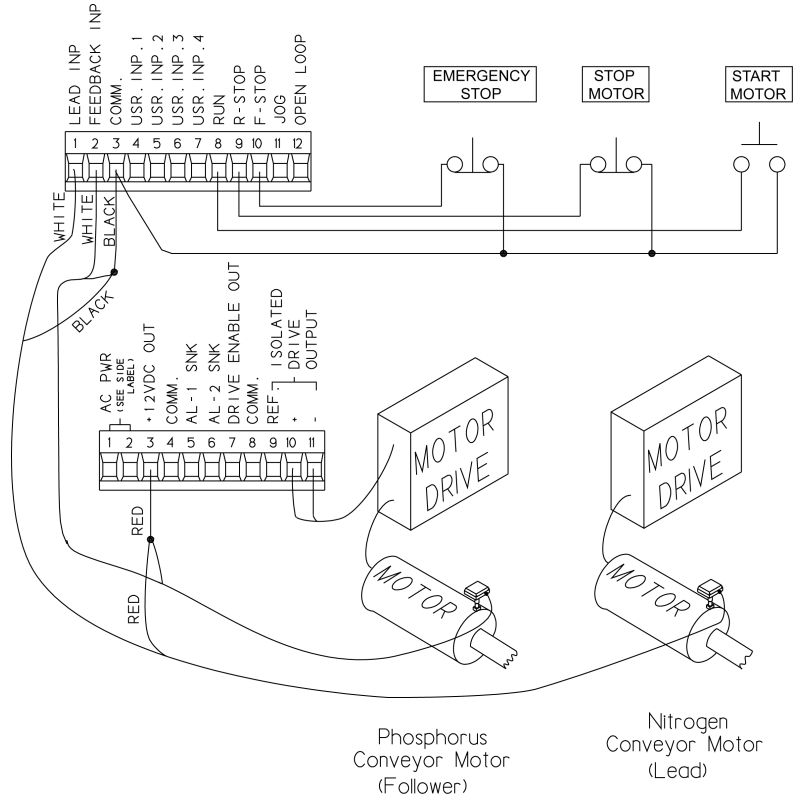 LEAD INP
FEEDBACK INP
COMM.
USR. INP. 1
USR. INP. 2
USR. INP. 3
USR. INP. 4
RUN
R-STOP
F-STOP
JOG
OPEN LOOP
EMERGENCY
STOP
STOP
MOTOR
START
MOTOR
1 2 3 4 5 6 7 8 9 10 11 12
WHITE
WHITE
BLACK
BLACK
AC PWR
(SEE SIDE
LABEL)
+12VDC OUT
COMM.
AL-1 SNK
AL-2 SNK
DRIVE ENABLE OUT
COMM.
REF.
+
-
ISOLATED
DRIVE
OUTPUT
1 2 3 4 5 6 7 8 9 10 11
RED
RED
MOTOR
DRIVE
MOTOR
DRIVE
MOTOR
MOTOR
Phosphorus
Conveyor Motor
(Follower)
Nitrogen
Conveyor Motor
(Lead)